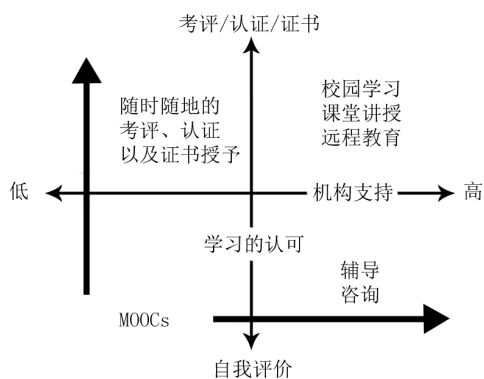 考评/认证/证书
随时随地的
考评、认证
以及证书授予
校园学习
课堂讲授
远程教育
低
机构支持
高
学习的认可
辅导
咨询
MOOCs
自我评价